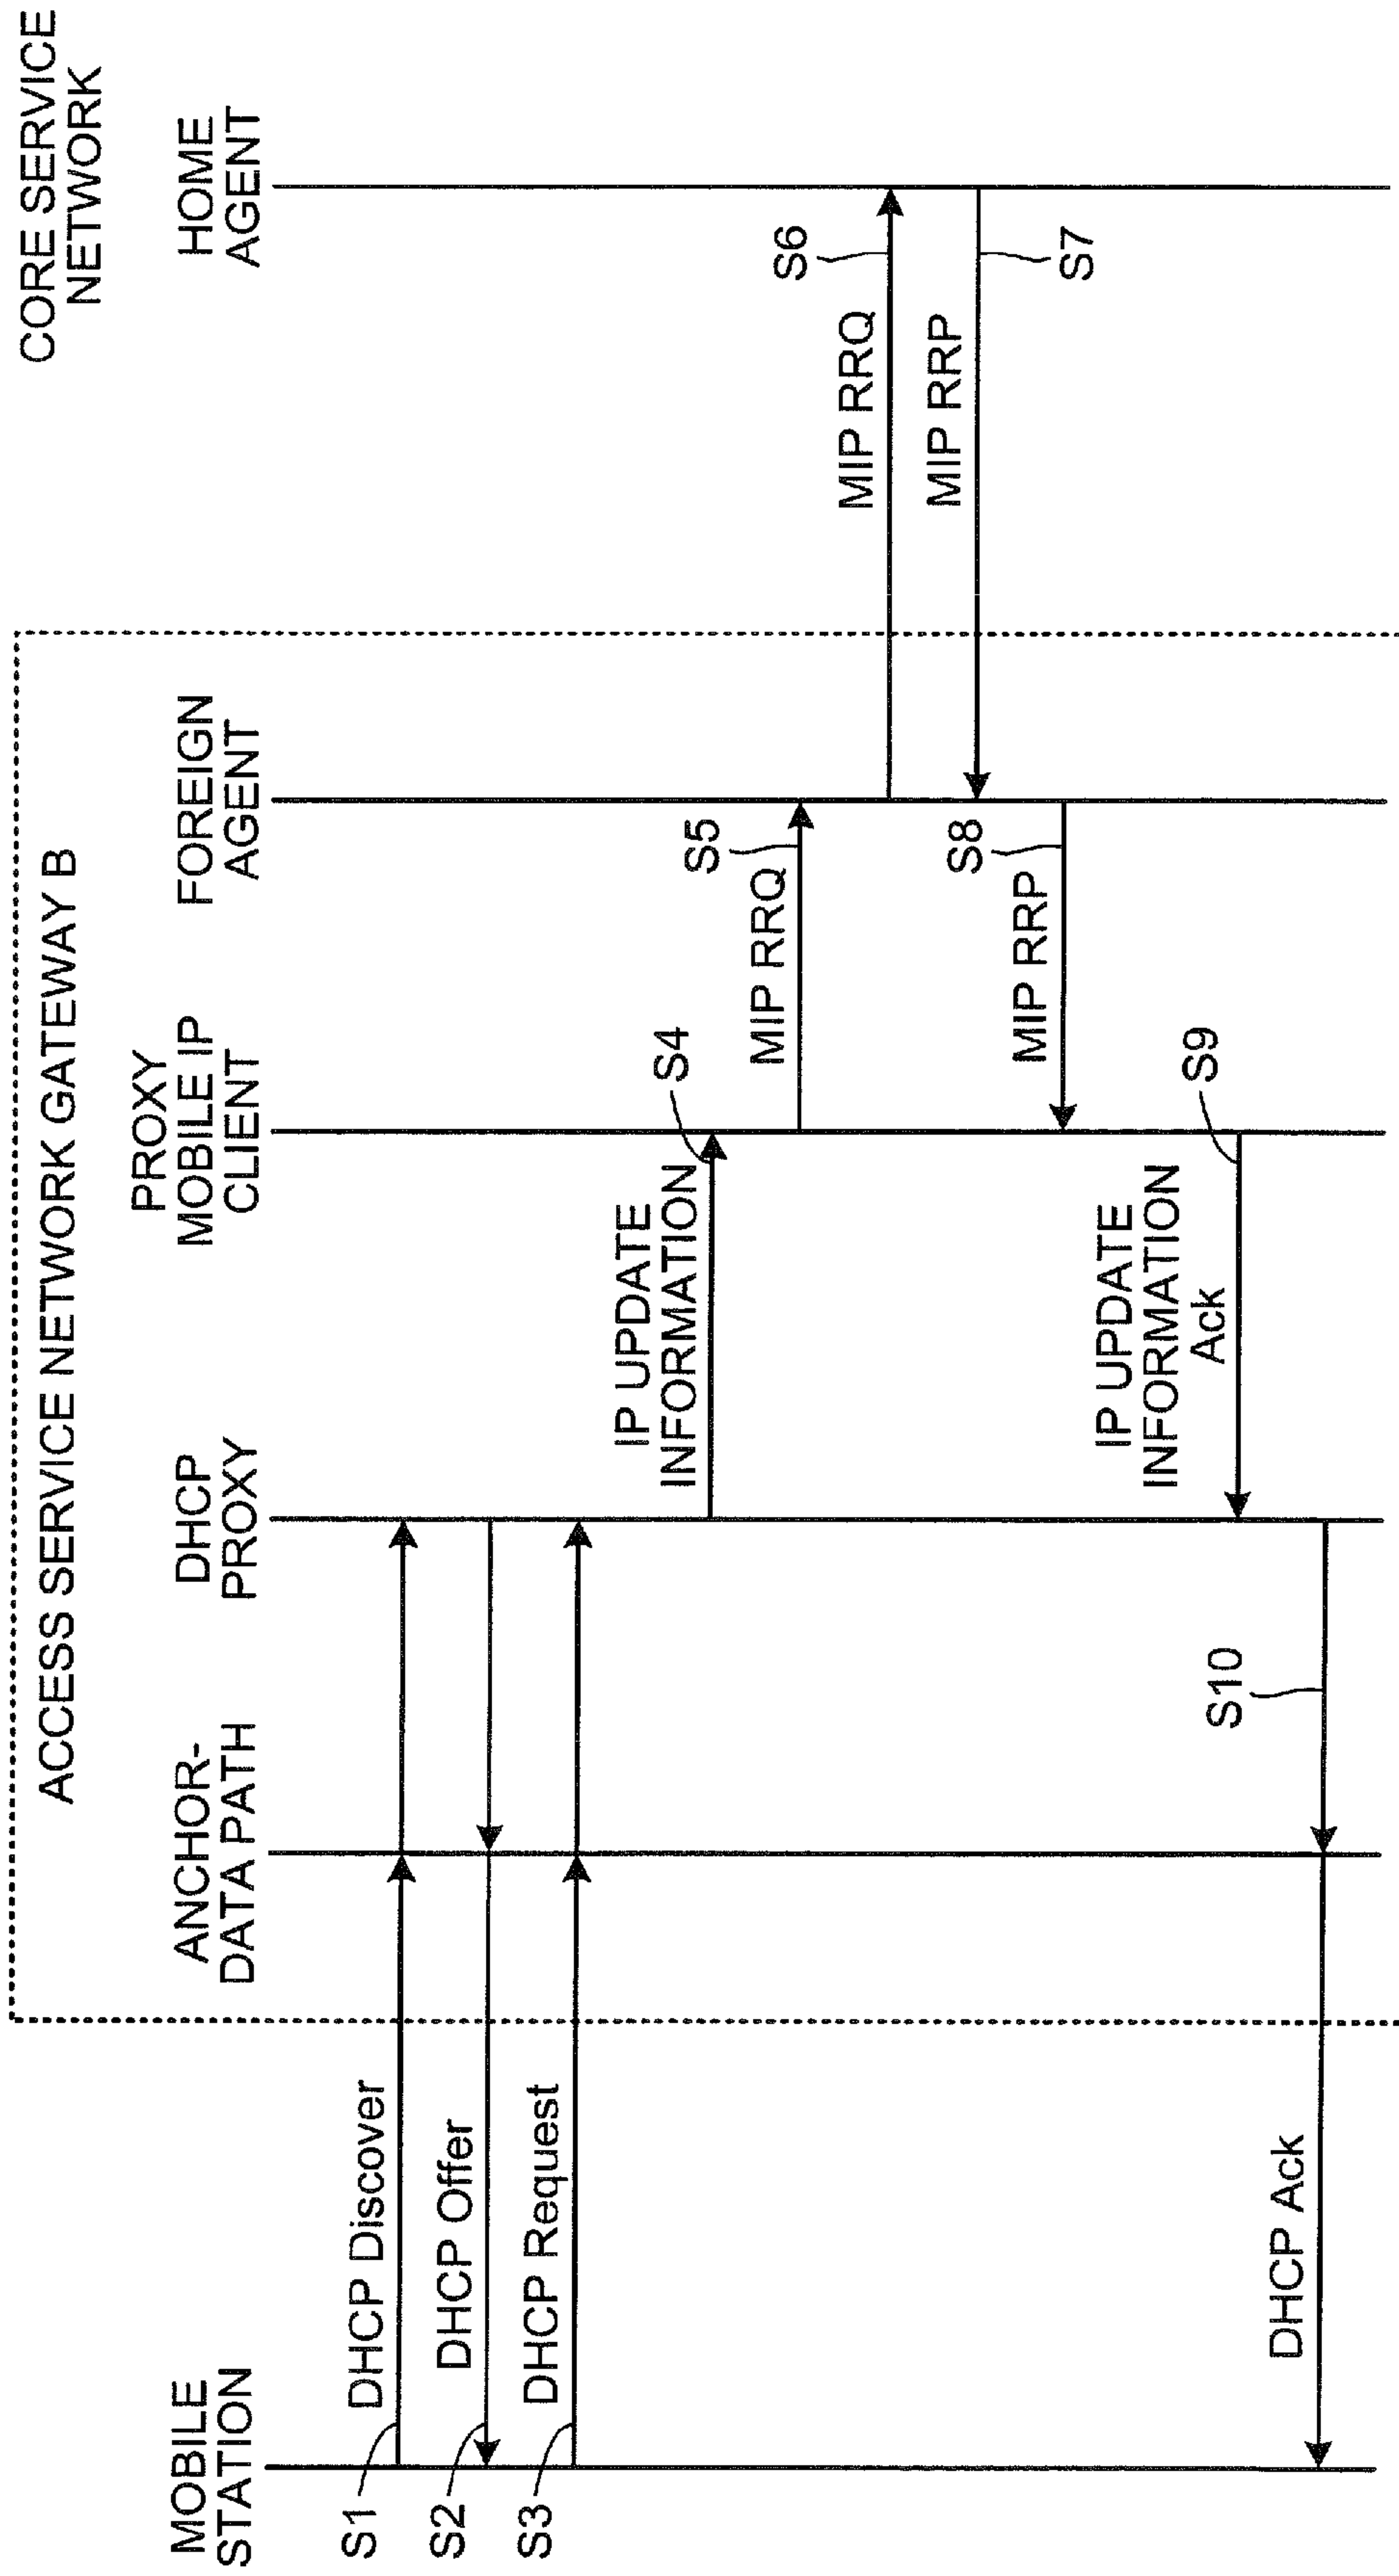 CORE SERVICE
NETWORK
ACCESS SERVICE NETWORK GATEWAY B
MOBILE
STATION
ANCHOR-
DATA PATH
DHCP
PROXY
PROXY
MOBILE IP
CLIENT
FOREIGN
AGENT
HOME
AGENT
S1
DHCP Discover
S2
DHCP Offer
S3
DHCP Request
IP UPDATE
INFORMATION
S4
MIP RRQ
S5
MIP RRQ
S6
MIP RRP
S7
MIP RRP
S8
IP UPDATE
INFORMATION
Ack
S9
DHCP Ack
S10